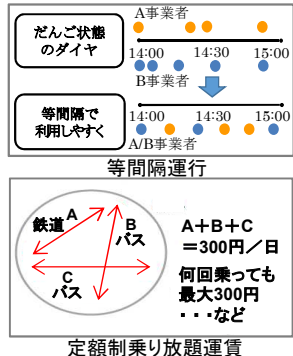 A事業者
だんご状態
のダイヤ
14:00 14:30 15:00
B事業者
等間隔で
利用しやすく
14:00 14:30 15:00
A/B事業者
等間隔運行
鉄道 A
B
バス
C
バス
A+B+C
=300円/日
何回乗っても
最大300円
・・・など
定額制乗り放題運賃